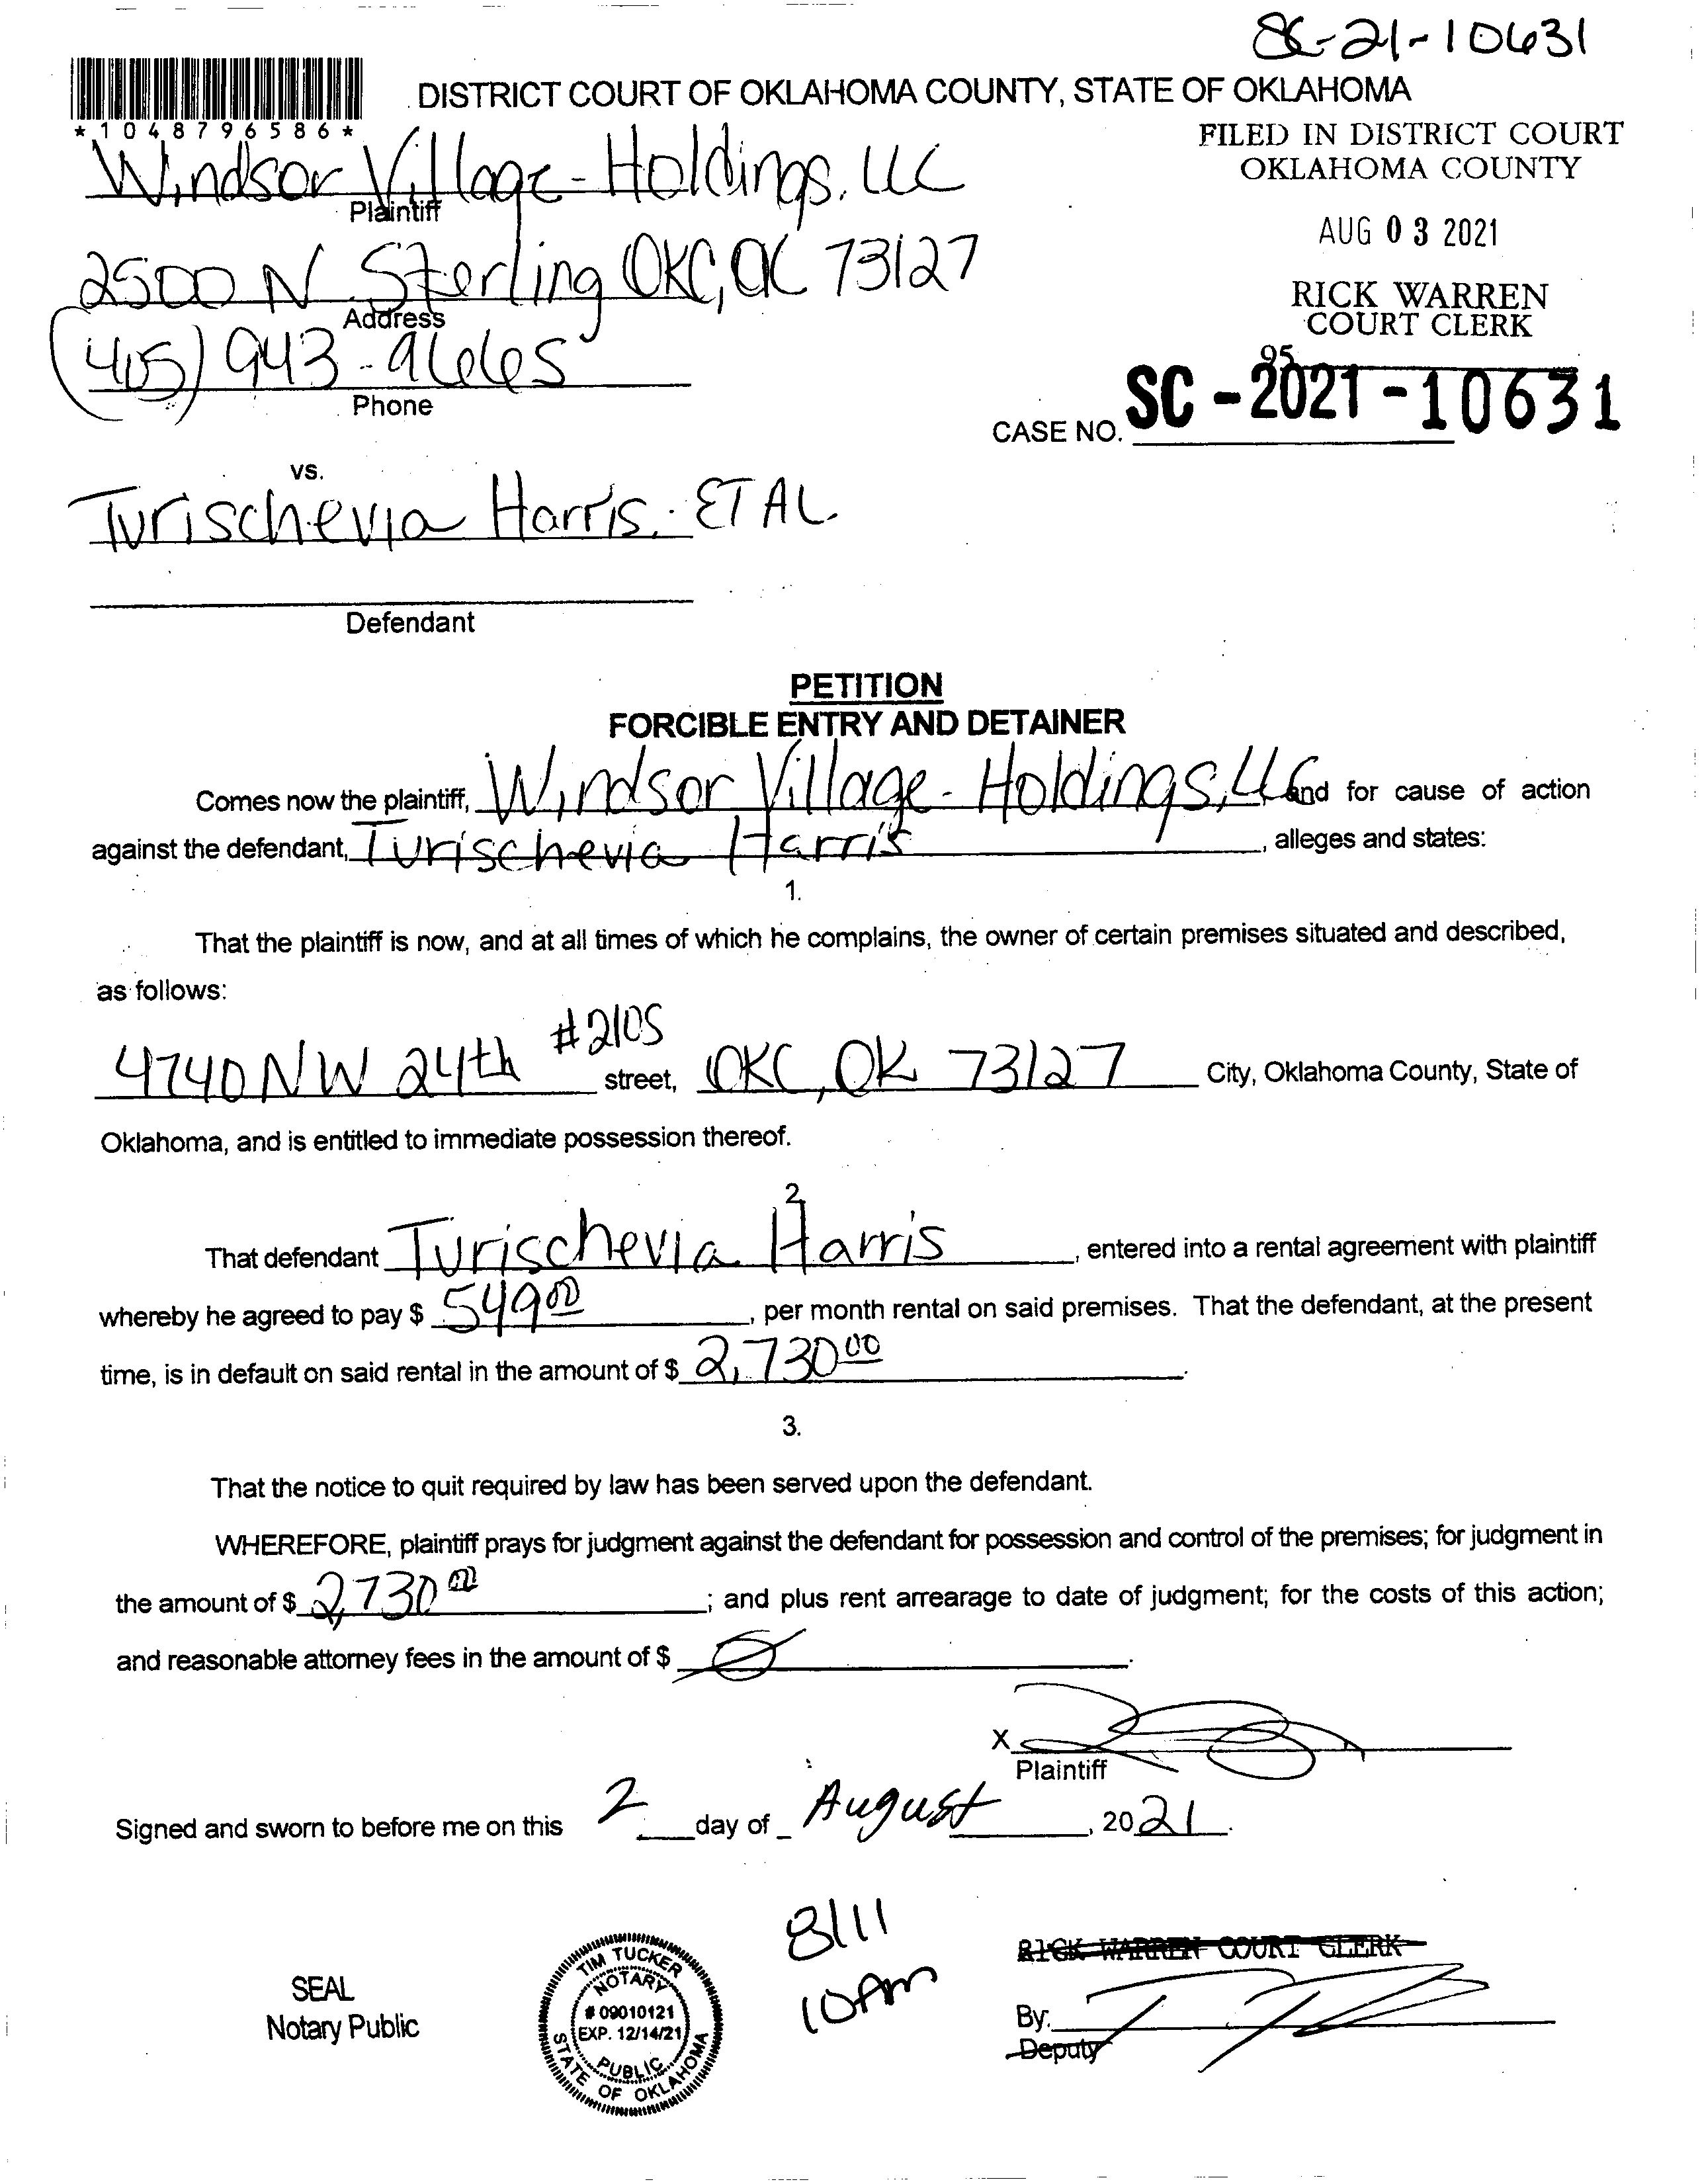 SC-21-10631
*1048796586*
DISTRICT COURT OF OKLAHOMA COUNTY, STATE OF OKLAHOMA
FILED IN DISTRICT COURT
OKLAHOMA COUNTY
Windsor Village-Holdings, LLC
Plaintiff
AUG 03 2021
2500 N Sterling OKC, OK 73127
Address
RICK WARREN
COURT CLERK
(405) 943-9665
Phone
95
CASE NO. SC-2021-10631
vs.
Turischevia Harris, ET AL.
Defendant
PETITION
FORCIBLE ENTRY AND DETAINER
Comes now the plaintiff, Windsor Village-Holdings, LLC and for cause of action
against the defendant, Turischevia Harris, alleges and states:
1.
That the plaintiff is now, and at all times of which he complains, the owner of certain premises situated and described,
as follows:
4740 NW 24th #210S street, OKC, OK 73127 City, Oklahoma County, State of
Oklahoma, and is entitled to immediate possession thereof.
2.
That defendant Turischevia Harris, entered into a rental agreement with plaintiff
whereby he agreed to pay $ 549.00, per month rental on said premises. That the defendant, at the present
time, is in default on said rental in the amount of $ 2,730.00.
3.
That the notice to quit required by law has been served upon the defendant.
WHEREFORE, plaintiff prays for judgment against the defendant for possession and control of the premises; for judgment in
the amount of $ 2,730.00; and plus rent arrearage to date of judgment; for the costs of this action;
and reasonable attorney fees in the amount of $ Ø.
X
Plaintiff
Signed and sworn to before me on this 2 day of August, 2021.
8/11
10 Am
RICK WARREN COURT CLERK
SEAL
Notary Public
TIM TUCKER
NOTARY
# 09010121
EXP. 12/14/21
PUBLIC
STATE OF OKLAHOMA
By:
Deputy